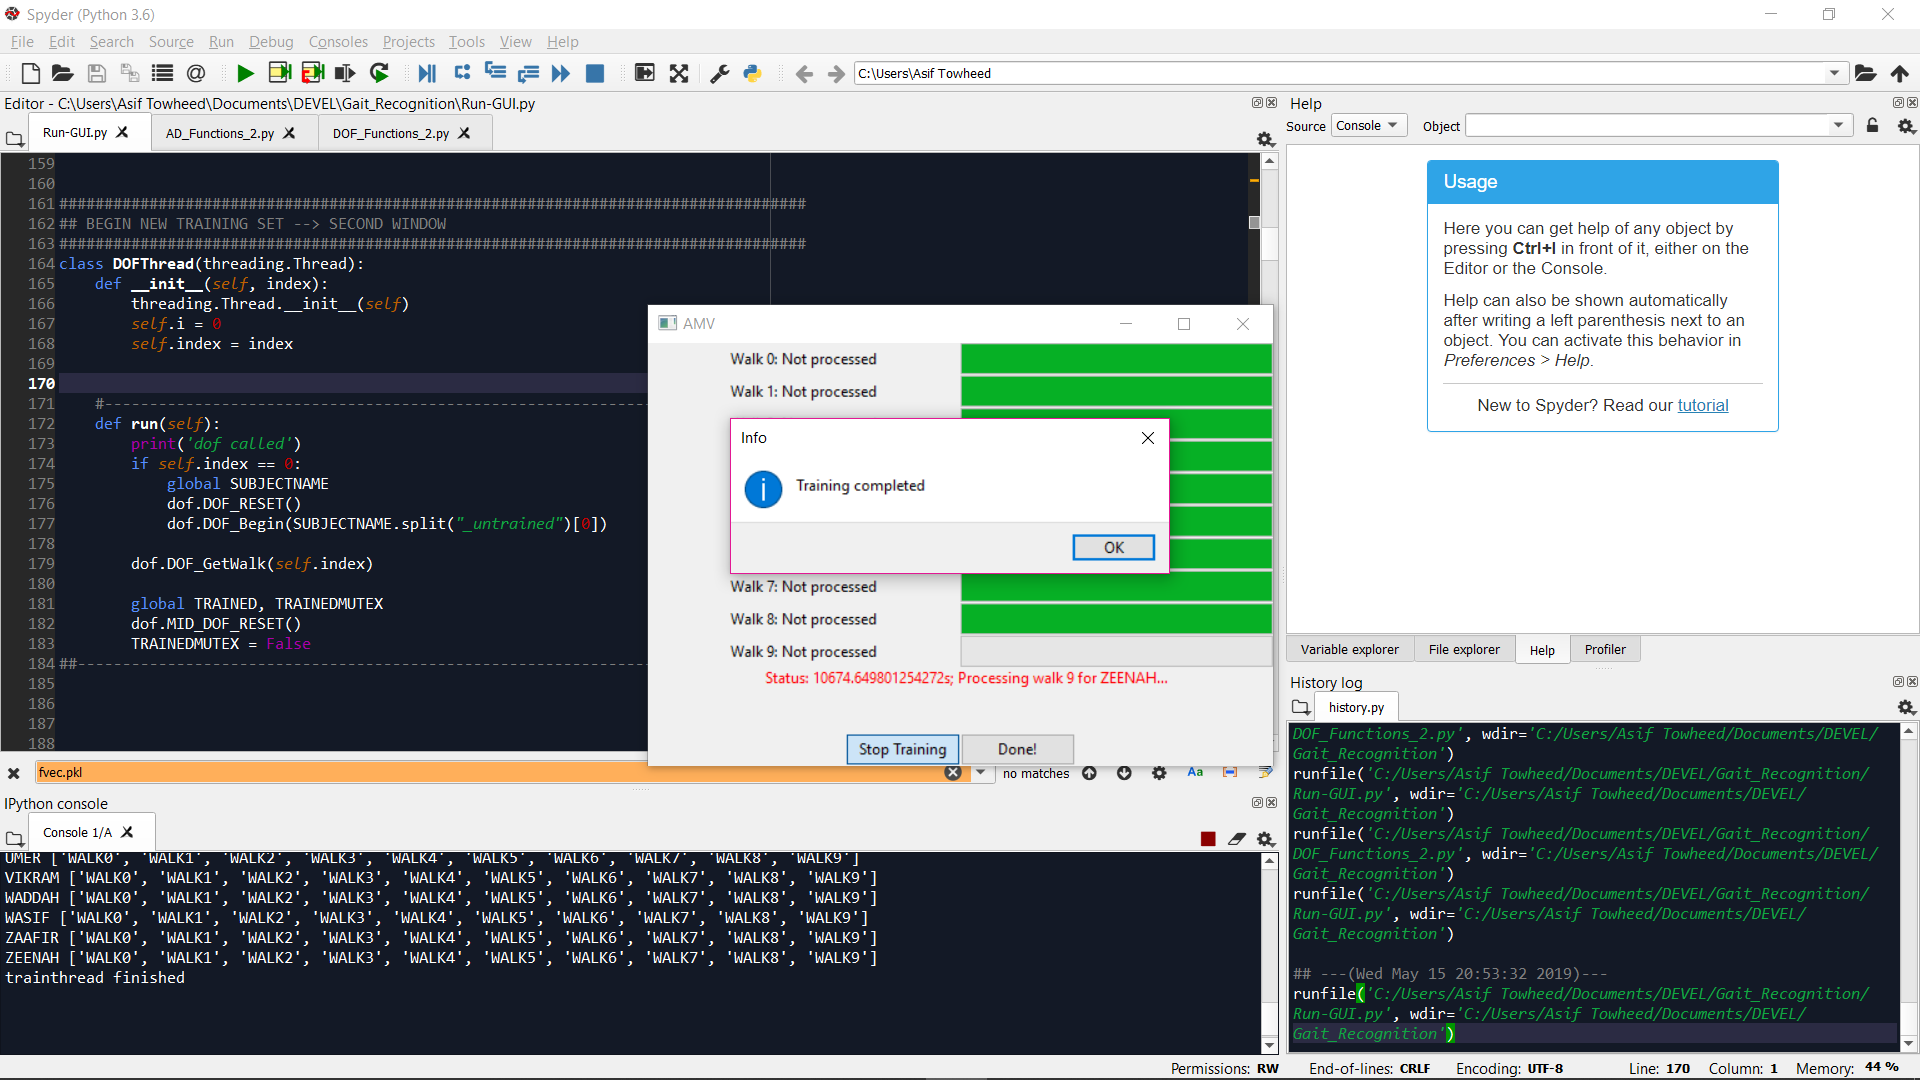 Spyder (Python 3.6)
File Edit Search Source Run Debug Consoles Projects Tools View Help
C:\Users\Asif Towheed
Editor - C:\Users\Asif Towheed\Documents\DEVEL\Gait_Recognition\Run-GUI.py
Run-GUI.py AD_Functions_2.py DOF_Functions_2.py
159
160
161 ###################################################################################
162 ## BEGIN NEW TRAINING SET --> SECOND WINDOW
163 ###################################################################################
164 class DOFThread(threading.Thread):
165 def __init__(self, index):
166 threading.Thread.__init__(self)
167 self.i = 0
168 self.index = index
169
170
171 #------------------------------------------------------------
172 def run(self):
173 print('dof called')
174 if self.index == 0:
175 global SUBJECTNAME
176 dof.DOF_RESET()
177 dof.DOF_Begin(SUBJECTNAME.split("_untrained")[0])
178
179 dof.DOF_GetWalk(self.index)
180
181 global TRAINED, TRAINEDMUTEX
182 dof.MID_DOF_RESET()
183 TRAINEDMUTEX = False
184 ##---------------------------------------------------------------
185
186
187
188
AMV
Walk 0: Not processed
Walk 1: Not processed
Info
Training completed
OK
Walk 7: Not processed
Walk 8: Not processed
Walk 9: Not processed
Status: 10674.649801254272s; Processing walk 9 for ZEENAH...
Stop Training Done!
fvec.pkl
no matches
Aa
IPython console
Console 1/A
UMER ['WALK0', 'WALK1', 'WALK2', 'WALK3', 'WALK4', 'WALK5', 'WALK6', 'WALK7', 'WALK8', 'WALK9']
VIKRAM ['WALK0', 'WALK1', 'WALK2', 'WALK3', 'WALK4', 'WALK5', 'WALK6', 'WALK7', 'WALK8', 'WALK9']
WADDAH ['WALK0', 'WALK1', 'WALK2', 'WALK3', 'WALK4', 'WALK5', 'WALK6', 'WALK7', 'WALK8', 'WALK9']
WASIF ['WALK0', 'WALK1', 'WALK2', 'WALK3', 'WALK4', 'WALK5', 'WALK6', 'WALK7', 'WALK8', 'WALK9']
ZAAFIR ['WALK0', 'WALK1', 'WALK2', 'WALK3', 'WALK4', 'WALK5', 'WALK6', 'WALK7', 'WALK8', 'WALK9']
ZEENAH ['WALK0', 'WALK1', 'WALK2', 'WALK3', 'WALK4', 'WALK5', 'WALK6', 'WALK7', 'WALK8', 'WALK9']
trainthread finished
Help
Source Console Object
Usage
Here you can get help of any object by
pressing Ctrl+I in front of it, either on the
Editor or the Console.
Help can also be shown automatically
after writing a left parenthesis next to an
object. You can activate this behavior in
Preferences > Help.
New to Spyder? Read our tutorial
Variable explorer File explorer Help Profiler
History log
history.py
DOF_Functions_2.py', wdir='C:/Users/Asif Towheed/Documents/DEVEL/
Gait_Recognition')
runfile('C:/Users/Asif Towheed/Documents/DEVEL/Gait_Recognition/
Run-GUI.py', wdir='C:/Users/Asif Towheed/Documents/DEVEL/
Gait_Recognition')
runfile('C:/Users/Asif Towheed/Documents/DEVEL/Gait_Recognition/
DOF_Functions_2.py', wdir='C:/Users/Asif Towheed/Documents/DEVEL/
Gait_Recognition')
runfile('C:/Users/Asif Towheed/Documents/DEVEL/Gait_Recognition/
Run-GUI.py', wdir='C:/Users/Asif Towheed/Documents/DEVEL/
Gait_Recognition')
## ---(Wed May 15 20:53:32 2019)---
runfile('C:/Users/Asif Towheed/Documents/DEVEL/Gait_Recognition/
Run-GUI.py', wdir='C:/Users/Asif Towheed/Documents/DEVEL/
Gait_Recognition')
Permissions: RW End-of-lines: CRLF Encoding: UTF-8 Line: 170 Column: 1 Memory: 44 %